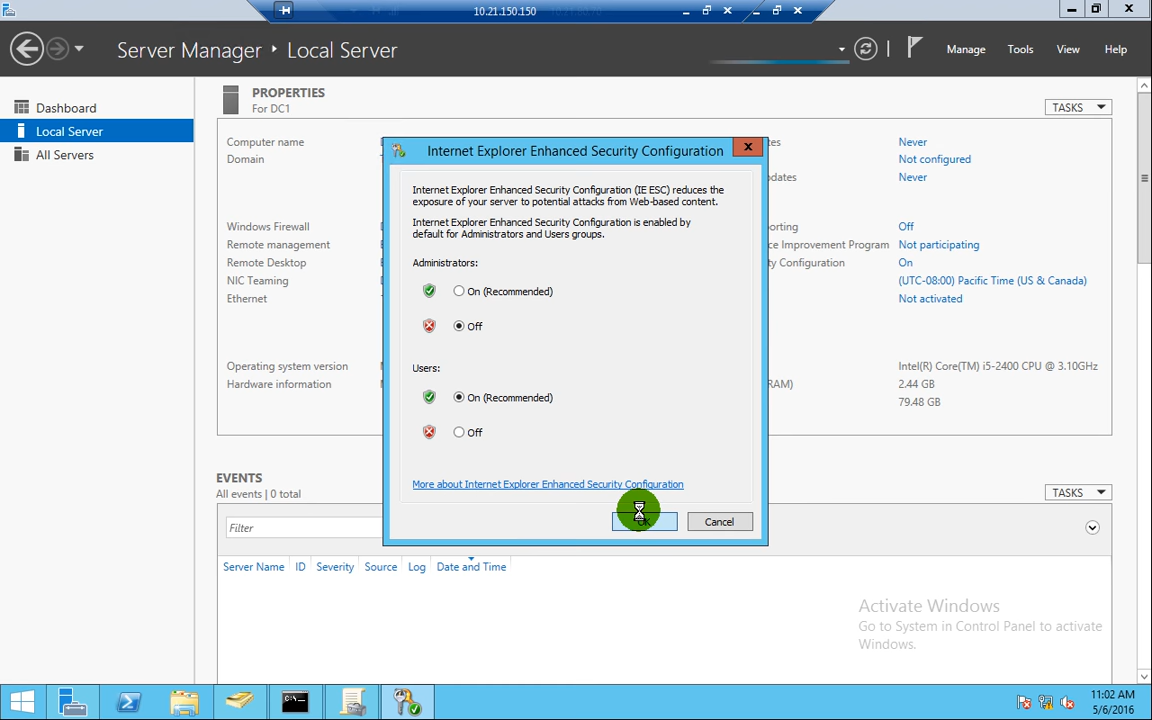 10.21.150.150
Server Manager ‣ Local Server
Manage Tools View Help
Dashboard
Local Server
All Servers
PROPERTIES
For DC1
TASKS
Computer name
Domain
Windows Firewall
Remote management
Remote Desktop
NIC Teaming
Ethernet
Operating system version
Hardware information
Internet Explorer Enhanced Security Configuration
Internet Explorer Enhanced Security Configuration (IE ESC) reduces the
exposure of your server to potential attacks from Web-based content.
Internet Explorer Enhanced Security Configuration is enabled by
default for Administrators and Users groups.
Administrators:
On (Recommended)
Off
Users:
On (Recommended)
Off
More about Internet Explorer Enhanced Security Configuration
Cancel
Never
Not configured
Never
Off
Not participating
On
(UTC-08:00) Pacific Time (US & Canada)
Not activated
Intel(R) Core(TM) i5-2400 CPU @ 3.10GHz
2.44 GB
79.48 GB
EVENTS
All events | 0 total
TASKS
Filter
Server Name ID Severity Source Log Date and Time
Activate Windows
Go to System in Control Panel to activate
Windows.
11:02 AM
5/6/2016